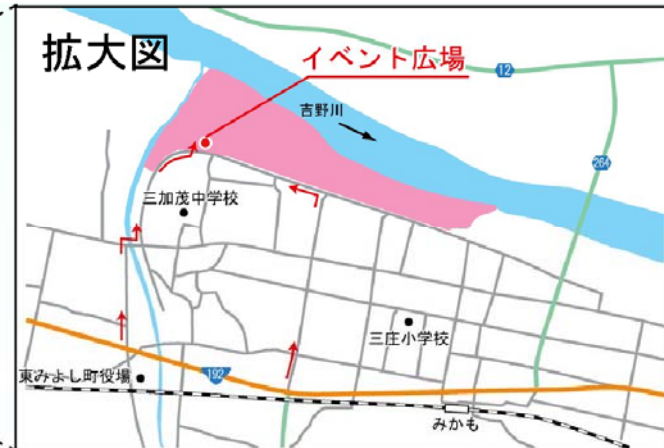 拡大図
イベント広場
12
吉野川
264
三加茂中学校
三庄小学校
192
東みよし町役場
みかも